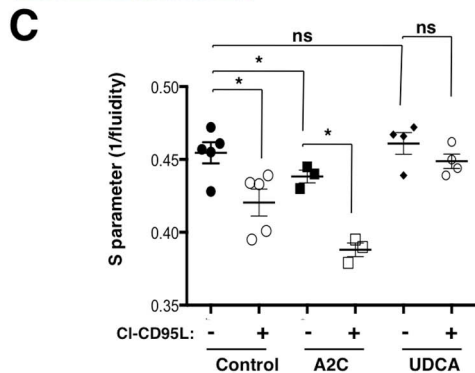 C
ns
ns
*
*
*
S parameter (1/fluidity)
0.50
0.45
0.40
0.35
Cl-CD95L: - + - + - +
Control A2C UDCA